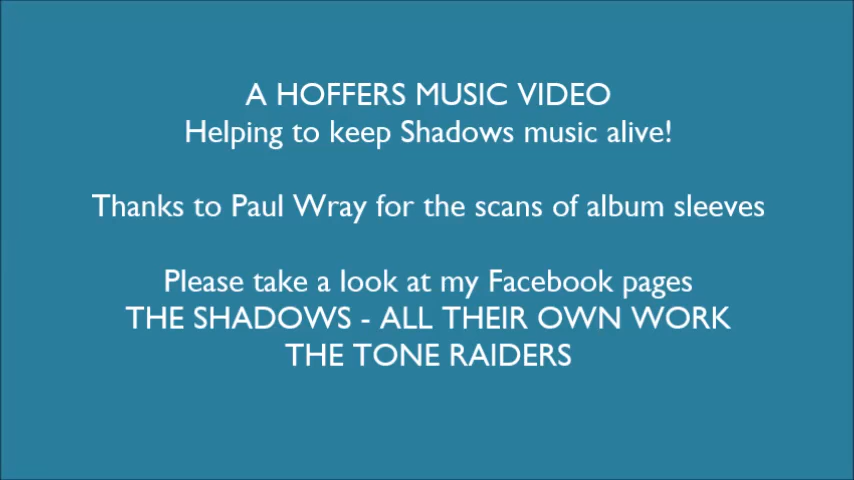 A HOFFERS MUSIC VIDEO
Helping to keep Shadows music alive!
Thanks to Paul Wray for the scans of album sleeves
Please take a look at my Facebook pages
THE SHADOWS - ALL THEIR OWN WORK
THE TONE RAIDERS